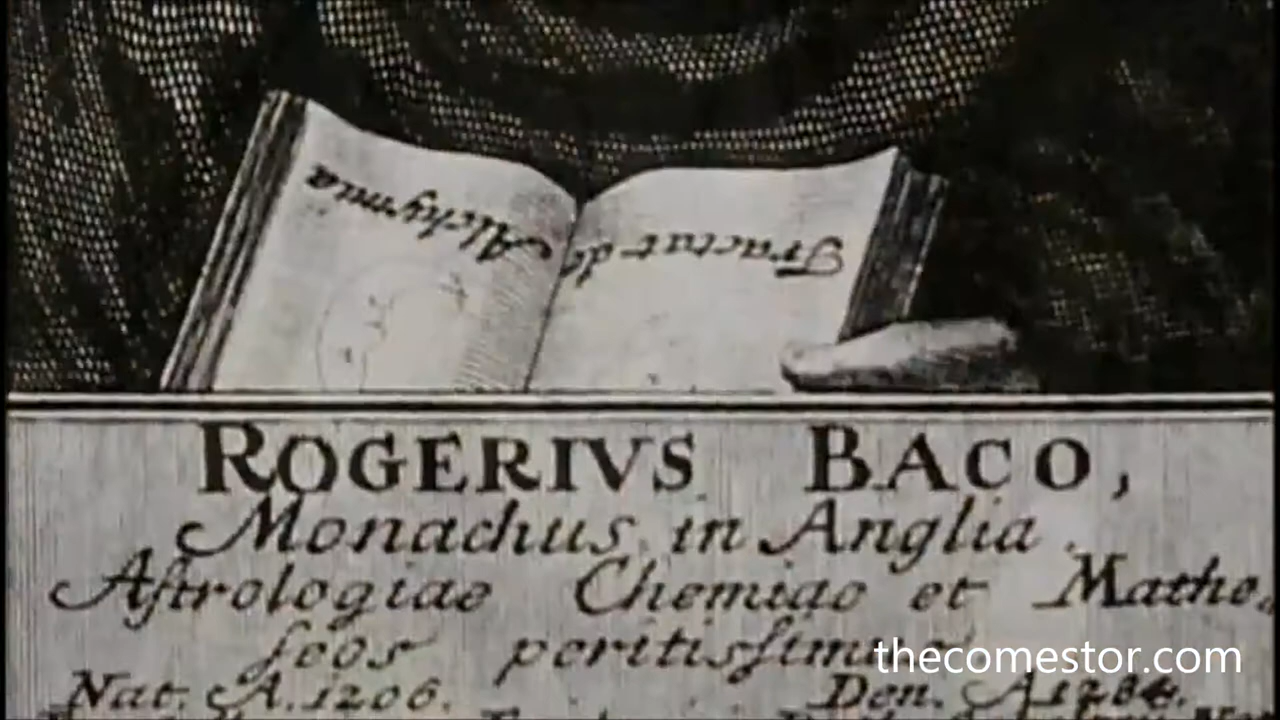 Tractat de Alchymia
ROGERIVS BACO,
Monachus in Anglia.
Aſtrologiae Chemiae et Mathe=
ſeos peritisſimus
thecomestor.com
Nat. A. 1206. Den. A 1284.